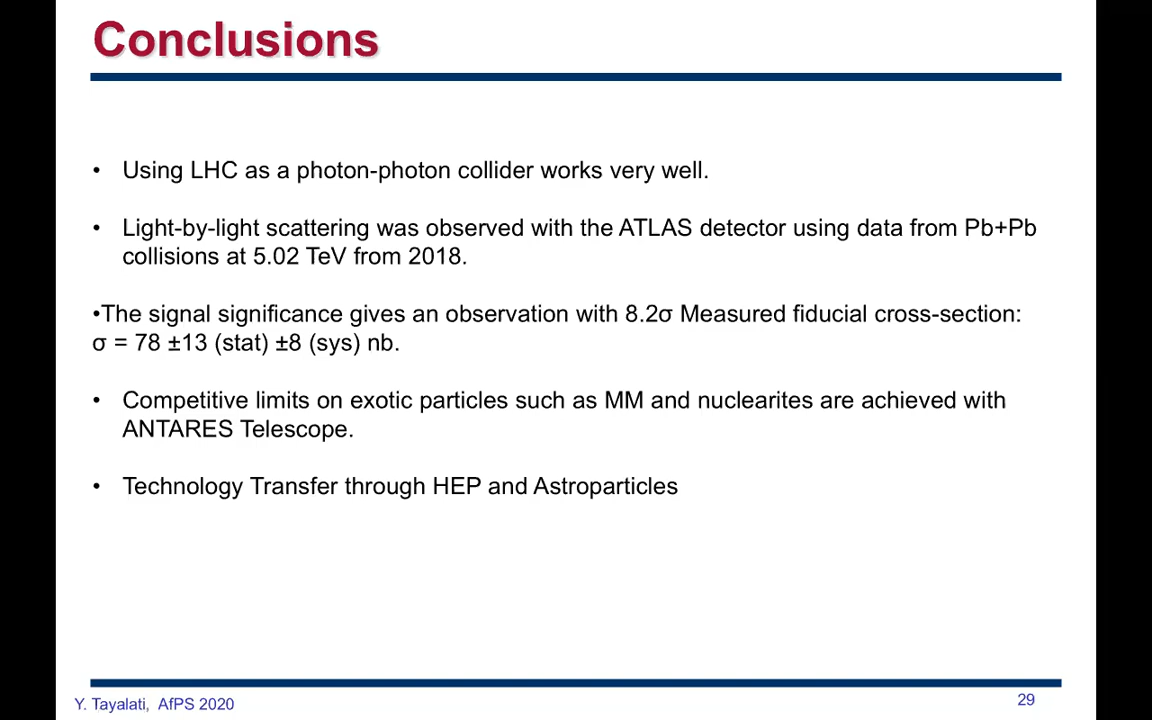 Conclusions
• Using LHC as a photon-photon collider works very well.
• Light-by-light scattering was observed with the ATLAS detector using data from Pb+Pb
collisions at 5.02 TeV from 2018.
•The signal significance gives an observation with 8.2σ Measured fiducial cross-section:
σ = 78 ±13 (stat) ±8 (sys) nb.
• Competitive limits on exotic particles such as MM and nuclearites are achieved with
ANTARES Telescope.
• Technology Transfer through HEP and Astroparticles
Y. Tayalati, AfPS 2020
29